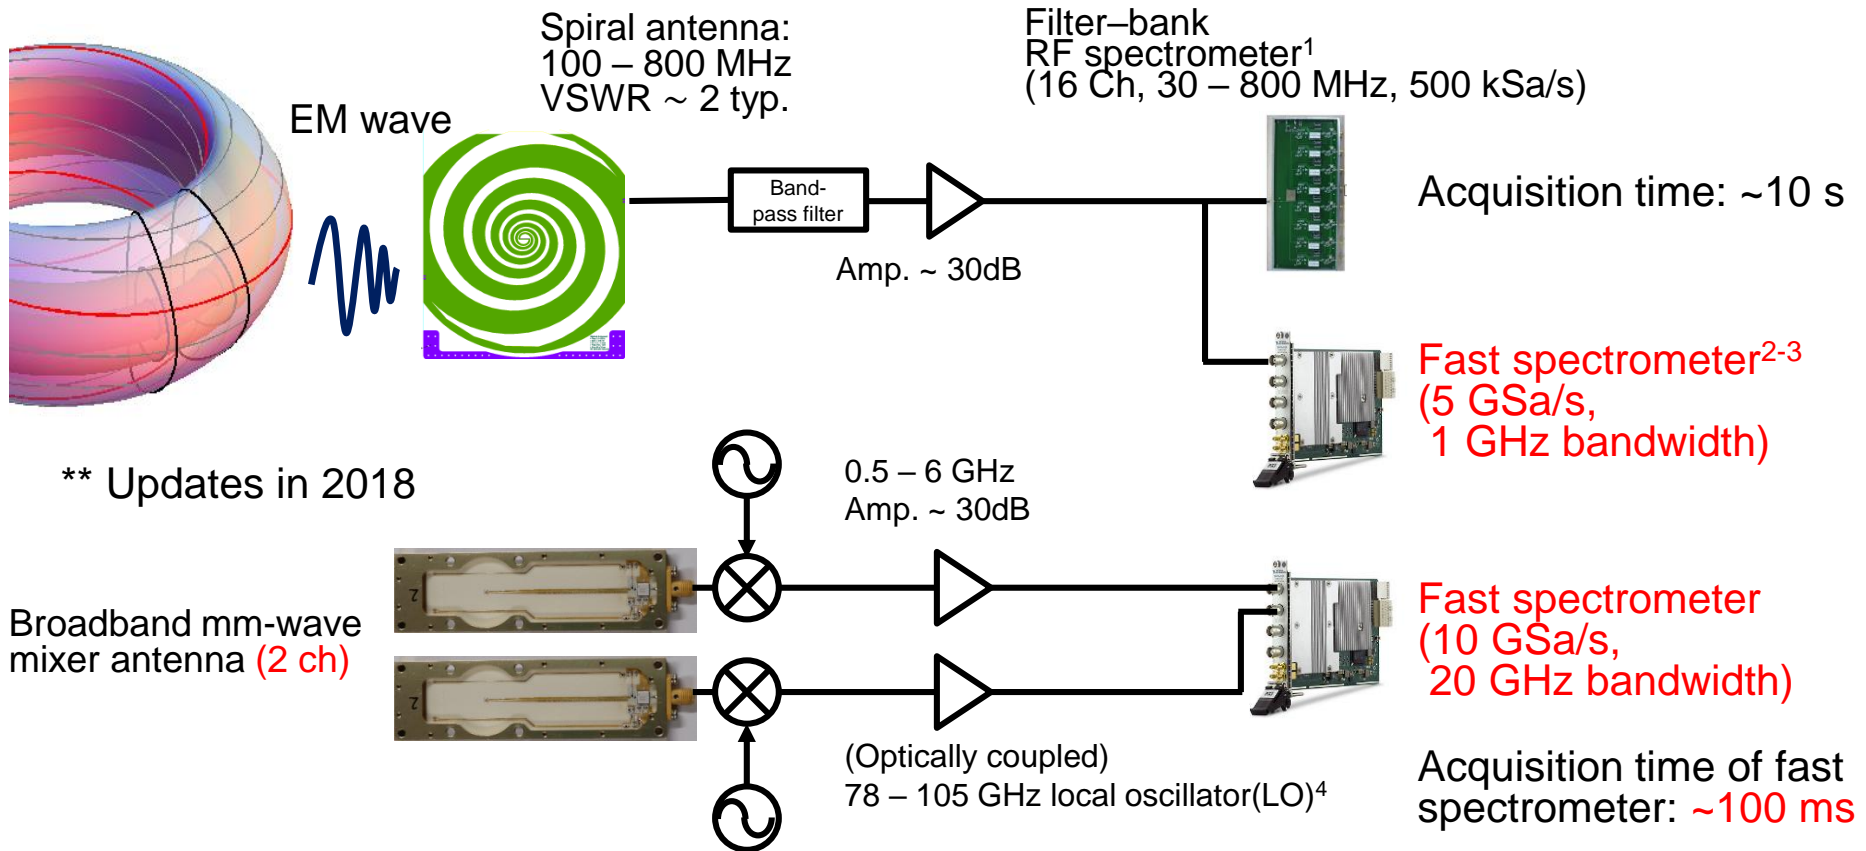 Spiral antenna:
100 – 800 MHz
VSWR ~ 2 typ.
Filter–bank
RF spectrometer1
(16 Ch, 30 – 800 MHz, 500 kSa/s)
EM wave
Band-
pass filter
Acquisition time: ~10 s
Amp. ~ 30dB
Fast spectrometer2-3
(5 GSa/s,
1 GHz bandwidth)
** Updates in 2018
0.5 – 6 GHz
Amp. ~ 30dB
Broadband mm-wave
mixer antenna (2 ch)
Fast spectrometer
(10 GSa/s,
20 GHz bandwidth)
(Optically coupled)
78 – 105 GHz local oscillator(LO)4
Acquisition time of fast
spectrometer: ~100 ms